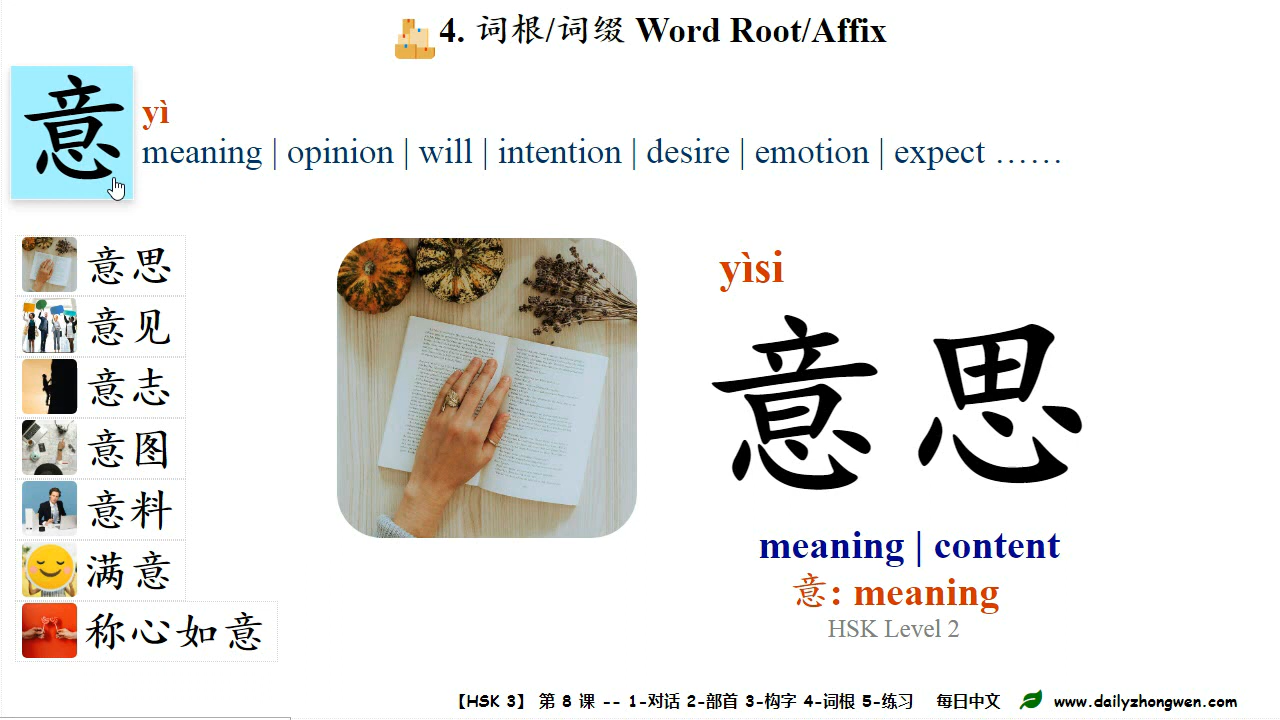 4. 词根/词缀 Word Root/Affix
意
yì
meaning | opinion | will | intention | desire | emotion | expect ……
意思
意见
意志
意图
意料
满意
称心如意
yìsi
意思
meaning | content
意: meaning
HSK Level 2
【HSK 3】 第 8 课 -- 1-对话 2-部首 3-构字 4-词根 5-练习 每日中文 www.dailyzhongwen.com